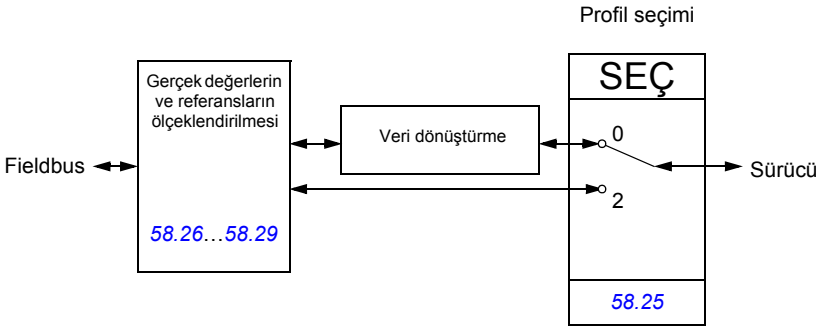 Profil seçimi
SEÇ
Gerçek değerlerin
ve referansların
ölçeklendirilmesi
Veri dönüştürme
0
Fieldbus
Sürücü
2
58.26…58.29
58.25